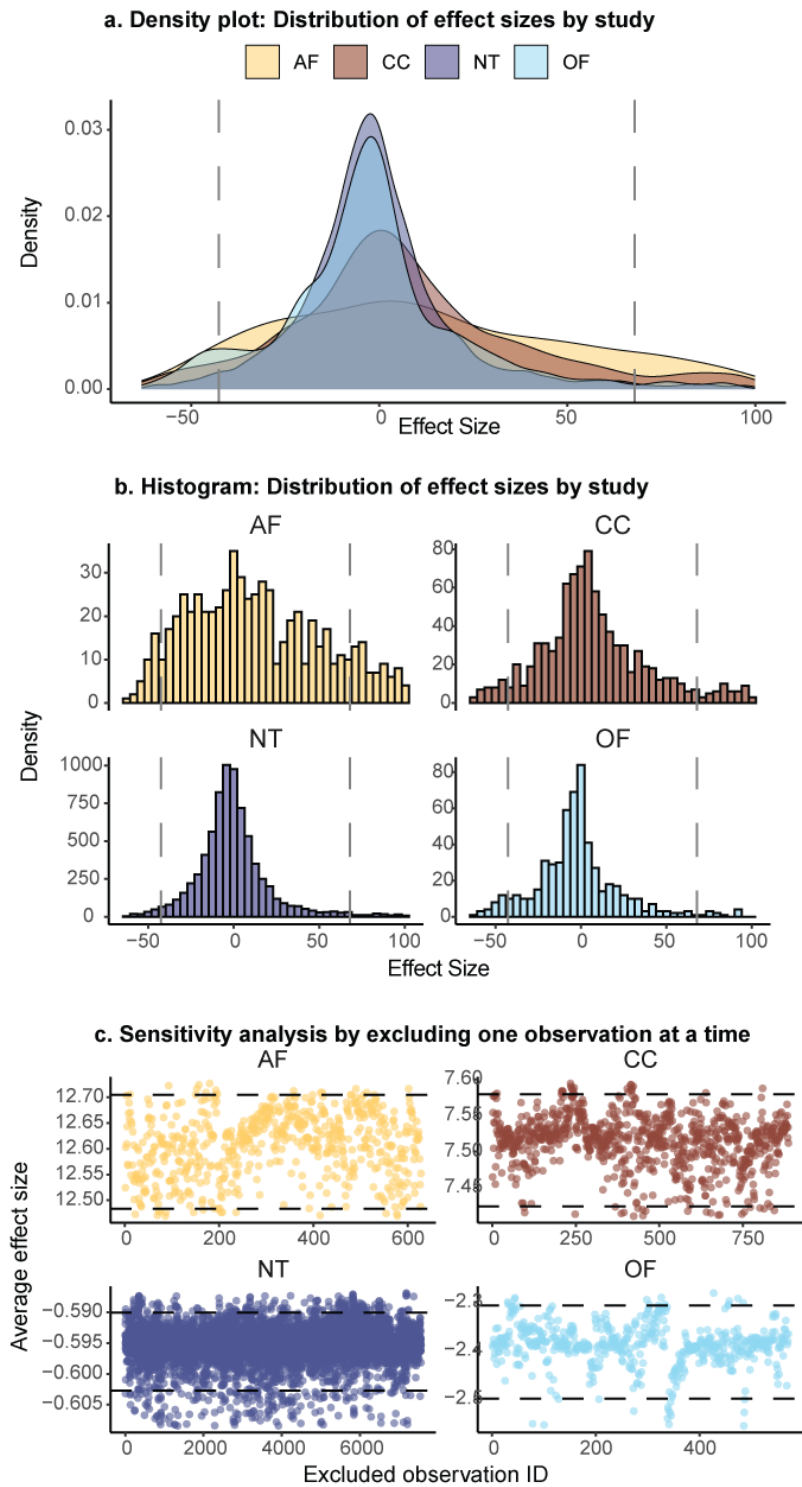 a. Density plot: Distribution of effect sizes by study
AF CC NT OF
Density
0.03
0.02
0.01
0.00
−50 0 50 100
Effect Size
b. Histogram: Distribution of effect sizes by study
AF CC
30
20
10
0
80
60
40
20
0
Density
NT OF
1000
750
500
250
0
80
60
40
20
0
−50 0 50 100
−50 0 50 100
Effect Size
c. Sensitivity analysis by excluding one observation at a time
AF CC
12.70
12.65
12.60
12.55
12.50
7.60
7.55
7.50
7.45
0 200 400 600
0 250 500 750
Average effect size
NT OF
−0.590
−0.595
−0.600
−0.605
−2.4
0 2000 4000 6000
0 200 400
Excluded observation ID